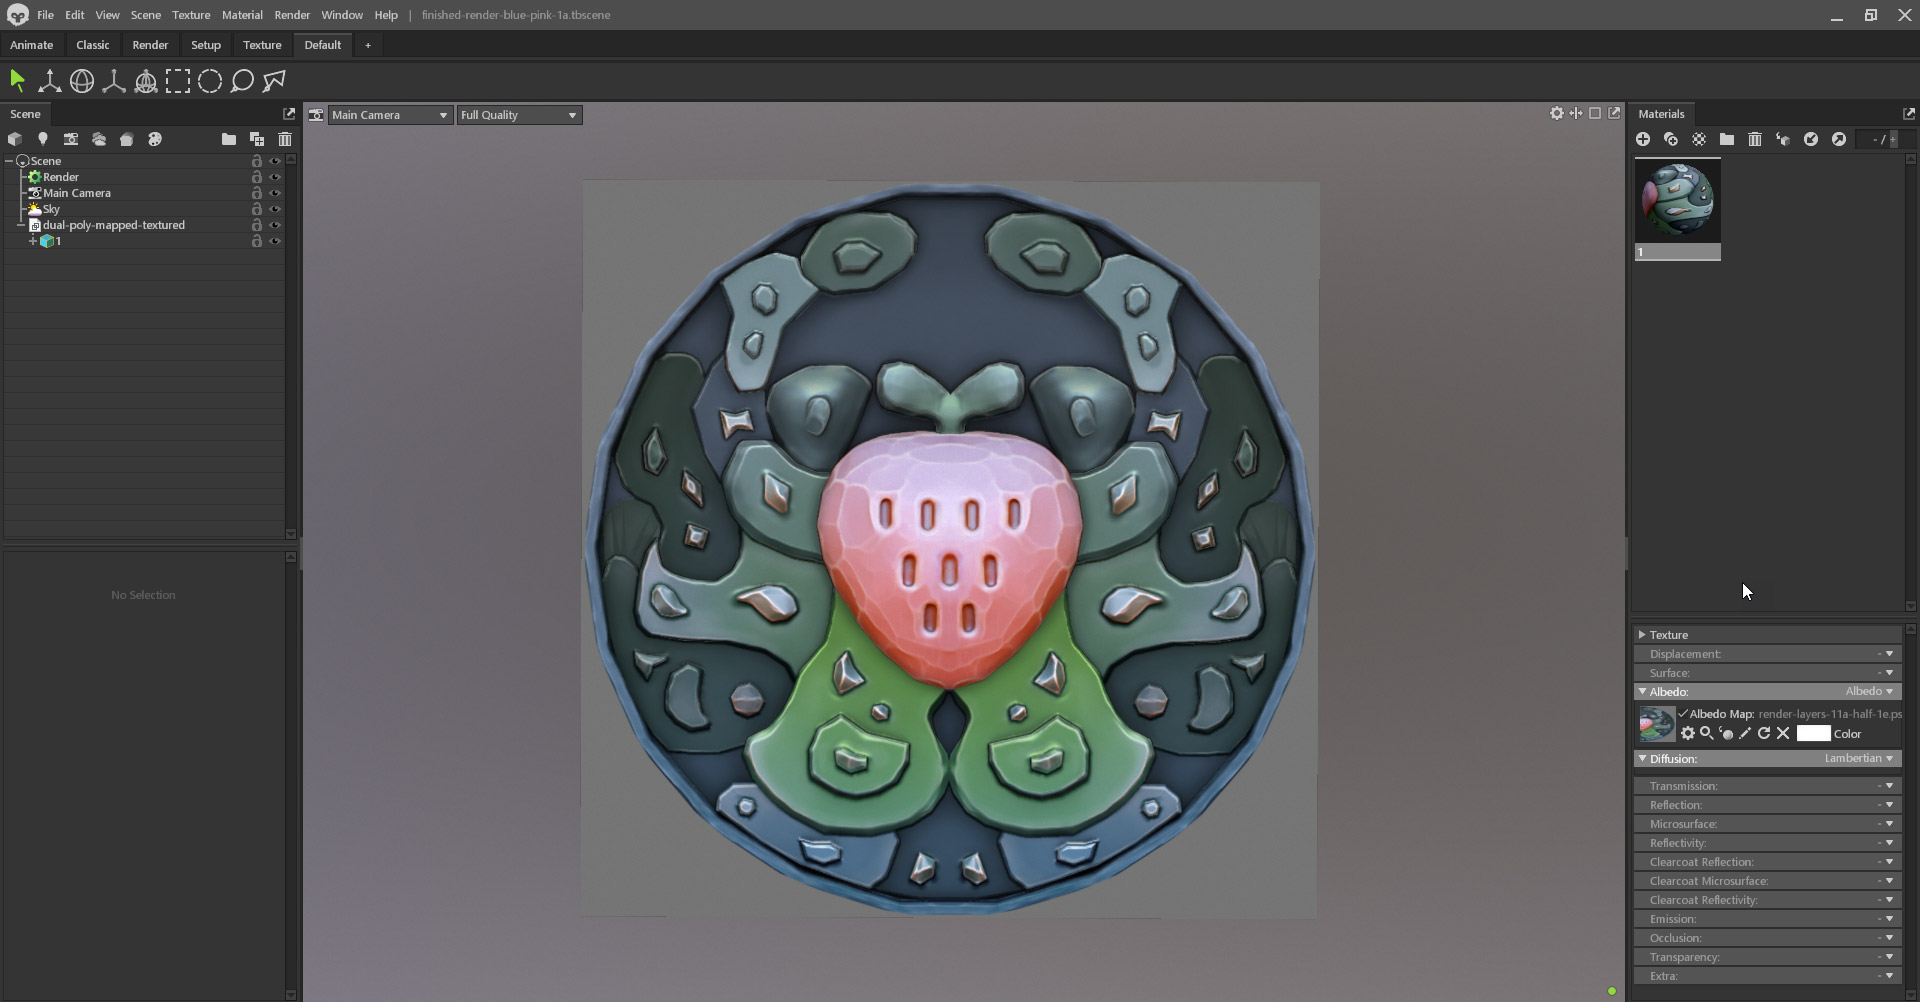 File Edit View Scene Texture Material Render Window Help | finished-render-blue-pink-1a.tbscene
Animate Classic Render Setup Texture Default +
Scene
Main Camera Full Quality
Materials
- /
Scene
Render
Main Camera
Sky
dual-poly-mapped-textured
1
No Selection
1
Texture
Displacement: -
Surface: -
Albedo: Albedo
Albedo Map: render-layers-11a-half-1e.ps
Color
Diffusion: Lambertian
Transmission: -
Reflection: -
Microsurface: -
Reflectivity: -
Clearcoat Reflection: -
Clearcoat Microsurface: -
Clearcoat Reflectivity: -
Emission: -
Occlusion: -
Transparency: -
Extra: -